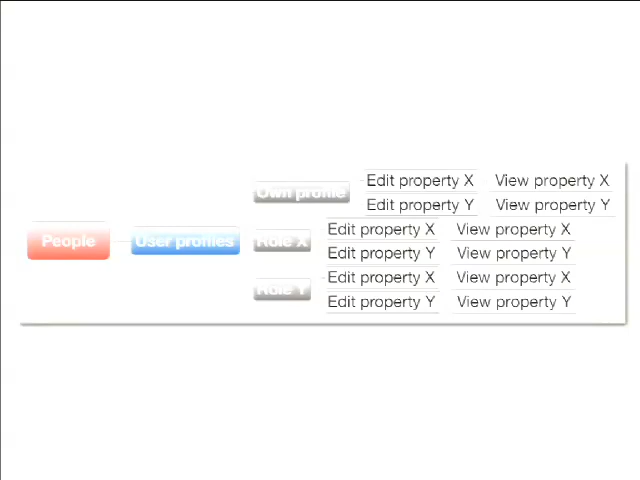 Edit property X View property X
Own profile
Edit property Y View property Y
People User profiles Role X Edit property X View property X
Edit property Y View property Y
Role Y Edit property X View property X
Edit property Y View property Y